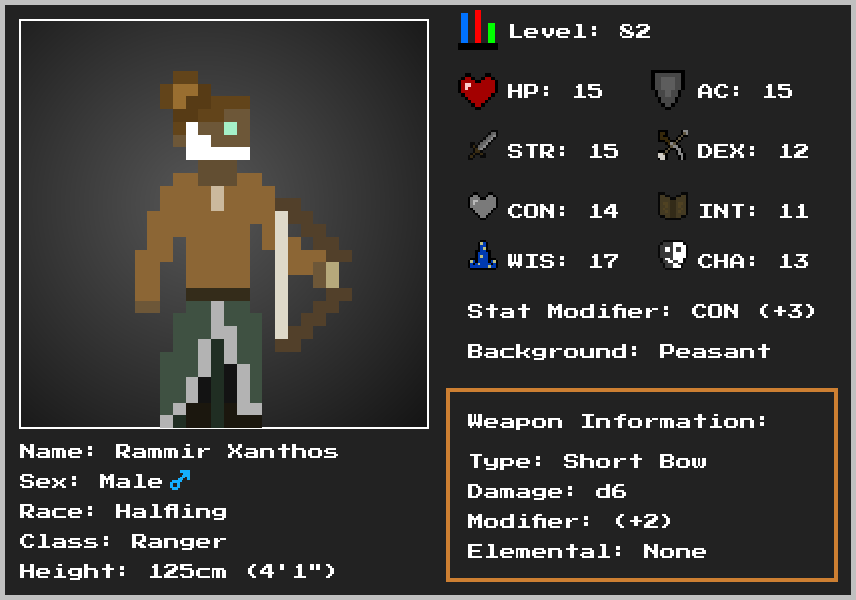 Level: 82
HP: 15 AC: 15
STR: 15 DEX: 12
CON: 14 INT: 11
WIS: 17 CHA: 13
Stat Modifier: CON (+3)
Background: Peasant
Weapon Information:
Type: Short Bow
Damage: d6
Modifier: (+2)
Elemental: None
Name: Rammir Xanthos
Sex: Male♂
Race: Halfling
Class: Ranger
Height: 125cm (4'1")